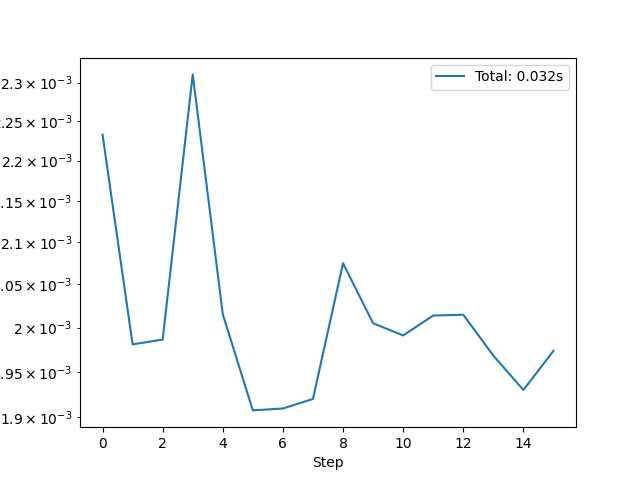 Total: 0.032s
2.3 × 10⁻³
.25 × 10⁻³
2.2 × 10⁻³
.15 × 10⁻³
2.1 × 10⁻³
.05 × 10⁻³
2 × 10⁻³
.95 × 10⁻³
1.9 × 10⁻³
0 2 4 6 8 10 12 14
Step